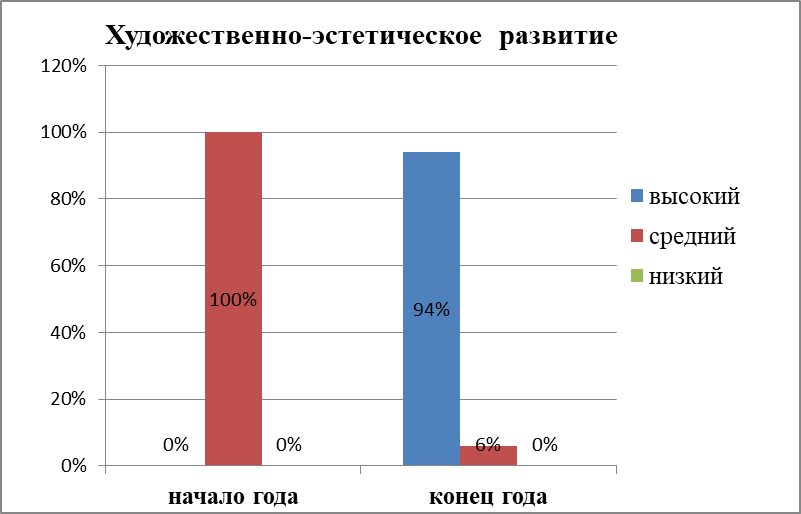 Художественно-эстетическое развитие
120%
100%
80%
60%
40%
20%
0%
0%
100%
0%
94%
6%
0%
начало года
конец года
высокий
средний
низкий